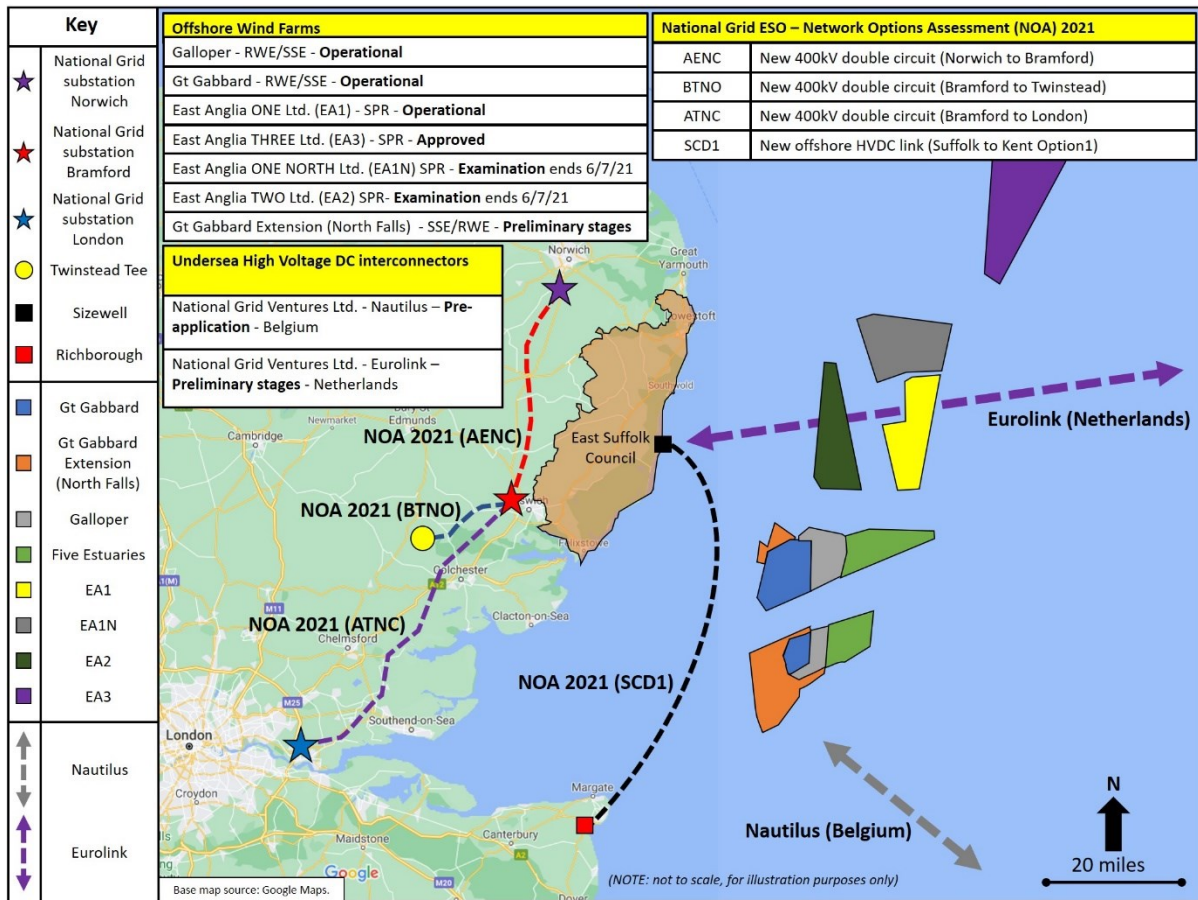 Key
National Grid
substation
Norwich
National Grid
substation
Bramford
National Grid
substation
London
Twinstead Tee
Sizewell
Richborough
Gt Gabbard
Gt Gabbard
Extension
(North Falls)
Galloper
Five Estuaries
EA1
EA1N
EA2
EA3
Nautilus
Eurolink
Offshore Wind Farms
Galloper - RWE/SSE - Operational
Gt Gabbard - RWE/SSE - Operational
East Anglia ONE Ltd. (EA1) - SPR - Operational
East Anglia THREE Ltd. (EA3) - SPR - Approved
East Anglia ONE NORTH Ltd. (EA1N) SPR - Examination ends 6/7/21
East Anglia TWO Ltd. (EA2) SPR- Examination ends 6/7/21
Gt Gabbard Extension (North Falls) - SSE/RWE - Preliminary stages
Undersea High Voltage DC interconnectors
National Grid Ventures Ltd. - Nautilus – Pre-
application - Belgium
National Grid Ventures Ltd. - Eurolink –
Preliminary stages - Netherlands
National Grid ESO – Network Options Assessment (NOA) 2021
AENC New 400kV double circuit (Norwich to Bramford)
BTNO New 400kV double circuit (Bramford to Twinstead)
ATNC New 400kV double circuit (Bramford to London)
SCD1 New offshore HVDC link (Suffolk to Kent Option1)
Norwich
Great
Yarmouth
Lowestoft
Southwold
Newmarket
Edmunds
Cambridge
NOA 2021 (AENC)
East Suffolk
Council
Eurolink (Netherlands)
NOA 2021 (BTNO)
Felixstowe
Colchester
M11
Clacton-on-Sea
NOA 2021 (ATNC)
Chelmsford
NOA 2021 (SCD1)
M25
Southend-on-Sea
London
Croydon
Margate
Canterbury
Maidstone
A2
M20
Dover
Google
Nautilus (Belgium)
N
20 miles
Base map source: Google Maps.
(NOTE: not to scale, for illustration purposes only)